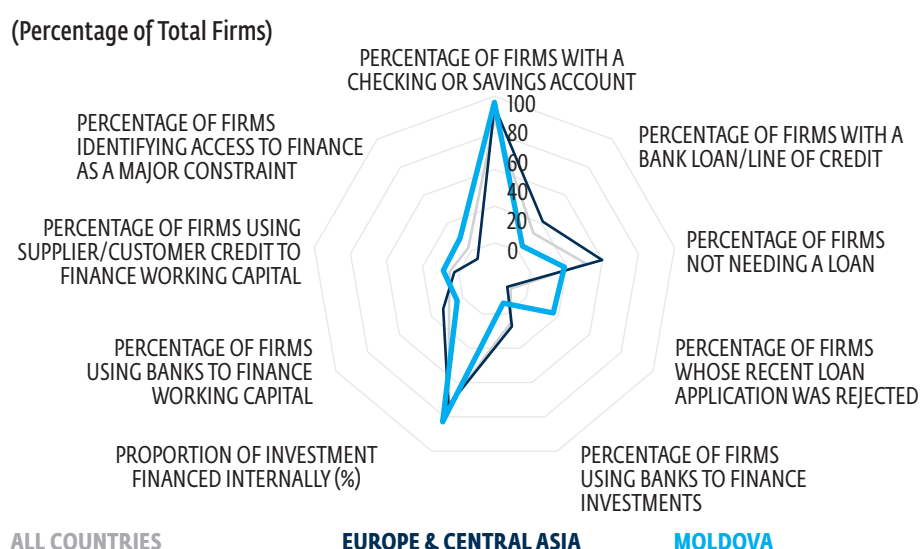 (Percentage of Total Firms)
PERCENTAGE OF FIRMS WITH A
CHECKING OR SAVINGS ACCOUNT
100
80
60
40
20
0
PERCENTAGE OF FIRMS WITH A
BANK LOAN/LINE OF CREDIT
PERCENTAGE OF FIRMS
NOT NEEDING A LOAN
PERCENTAGE OF FIRMS
WHOSE RECENT LOAN
APPLICATION WAS REJECTED
PERCENTAGE OF FIRMS
USING BANKS TO FINANCE
INVESTMENTS
PROPORTION OF INVESTMENT
FINANCED INTERNALLY (%)
PERCENTAGE OF FIRMS
USING BANKS TO FINANCE
WORKING CAPITAL
PERCENTAGE OF FIRMS USING
SUPPLIER/CUSTOMER CREDIT TO
FINANCE WORKING CAPITAL
PERCENTAGE OF FIRMS
IDENTIFYING ACCESS TO FINANCE
AS A MAJOR CONSTRAINT
ALL COUNTRIES
EUROPE & CENTRAL ASIA
MOLDOVA